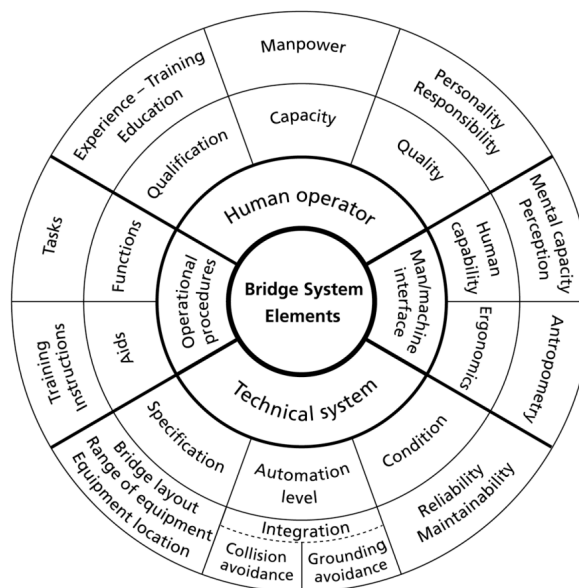 Manpower
Experience – Training
Education
Personality
Responsibility
Capacity
Qualification
Quality
Human operator
Tasks
Functions
Operational
procedures
Bridge System
Elements
Man/machine
interface
Human
capability
Mental capacity
Perception
Training
Instructions
Aids
Ergonomics
Antropometry
Technical system
Specification
Automation
level
Condition
Bridge layout
Range of equipment
Equipment location
Integration
Collision
avoidance
Grounding
avoidance
Reliability
Maintainability